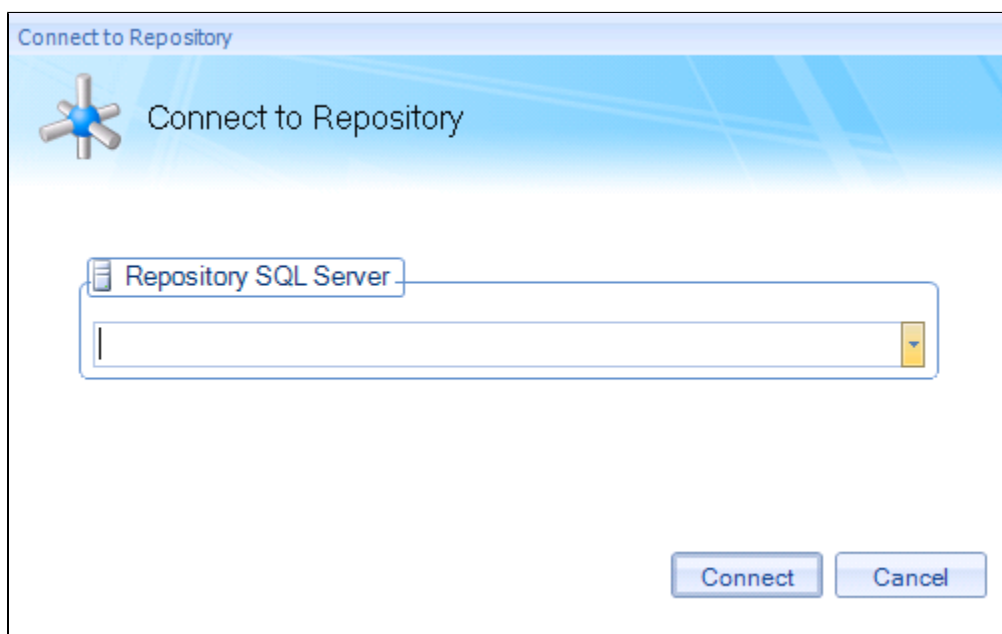 Connect to Repository
Connect to Repository
Repository SQL Server
Connect
Cancel